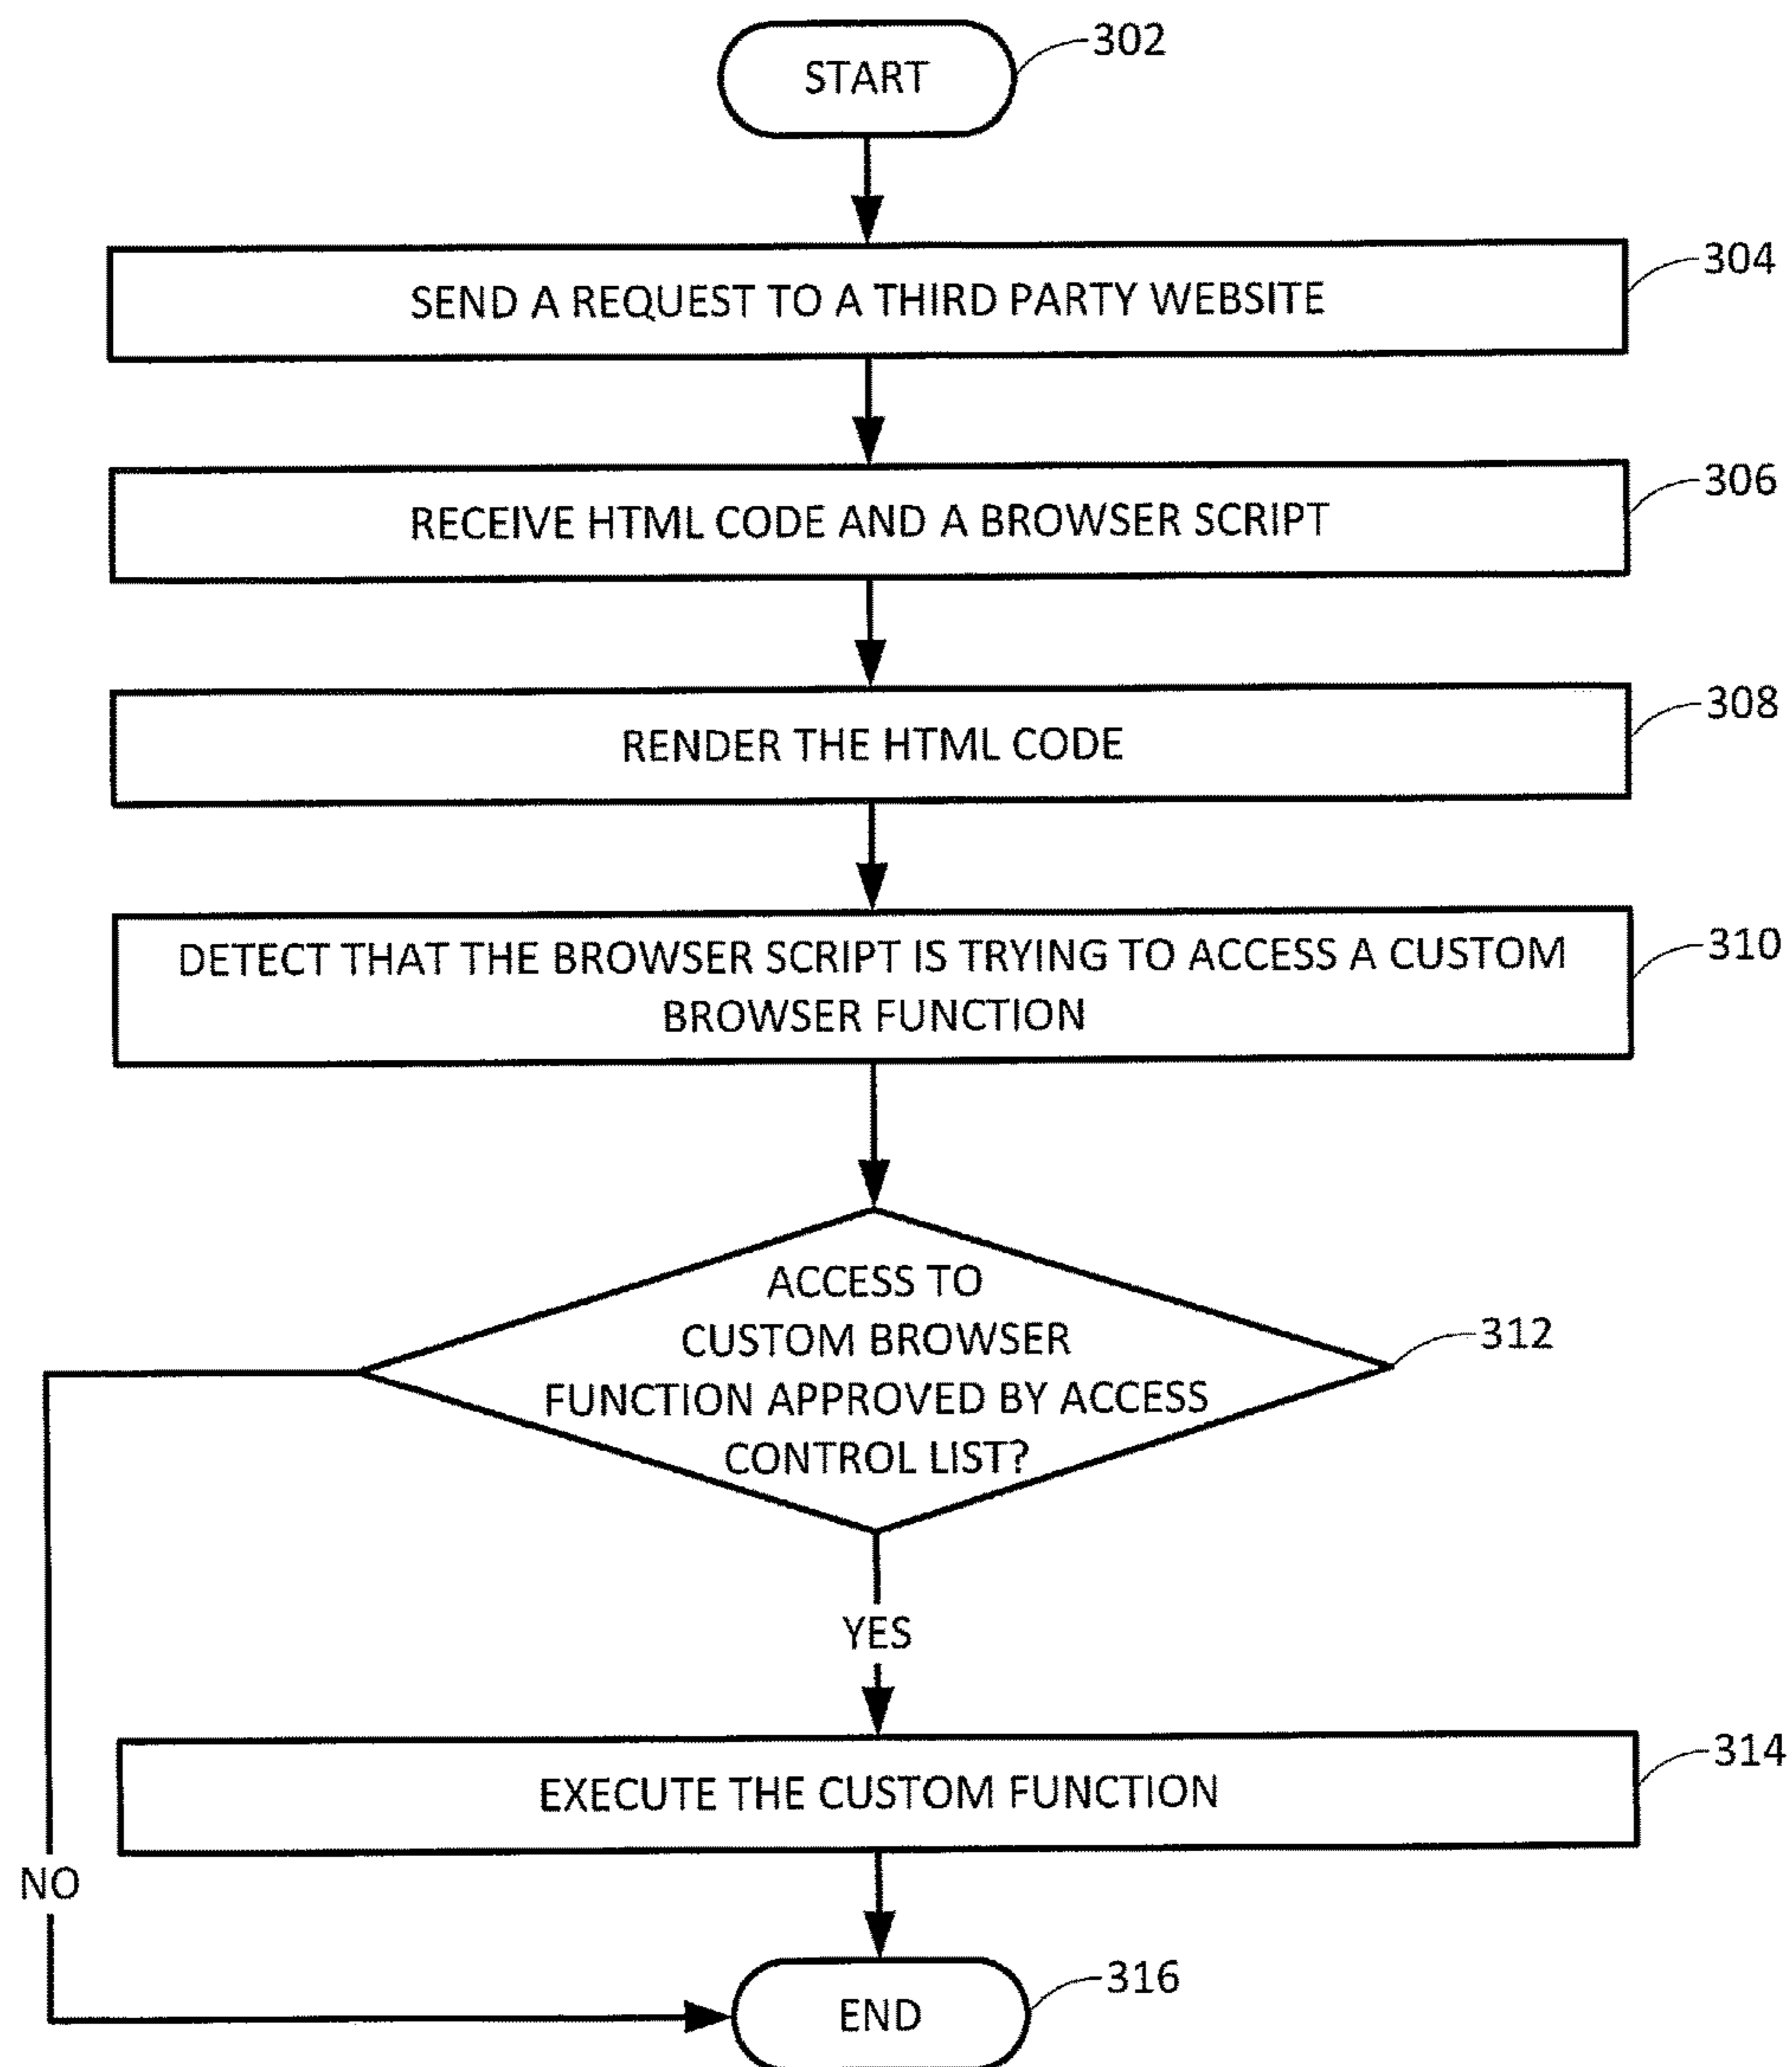 START
302
SEND A REQUEST TO A THIRD PARTY WEBSITE
304
RECEIVE HTML CODE AND A BROWSER SCRIPT
306
RENDER THE HTML CODE
308
DETECT THAT THE BROWSER SCRIPT IS TRYING TO ACCESS A CUSTOM
BROWSER FUNCTION
310
ACCESS TO
CUSTOM BROWSER
FUNCTION APPROVED BY ACCESS
CONTROL LIST?
312
YES
EXECUTE THE CUSTOM FUNCTION
314
NO
END
316